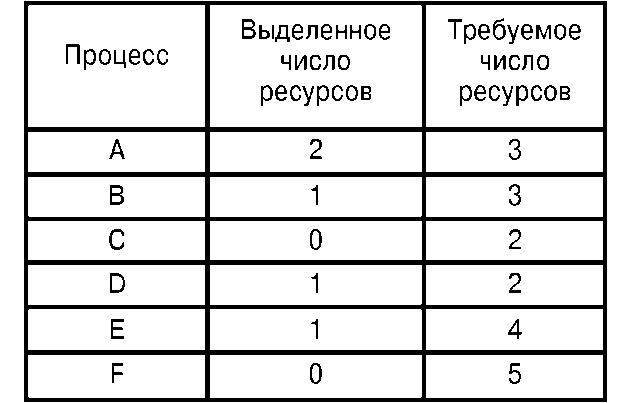 Процесс
Выделенное
число
ресурсов
Требуемое
число
ресурсов
A 2 3
B 1 3
C 0 2
D 1 2
E 1 4
F 0 5